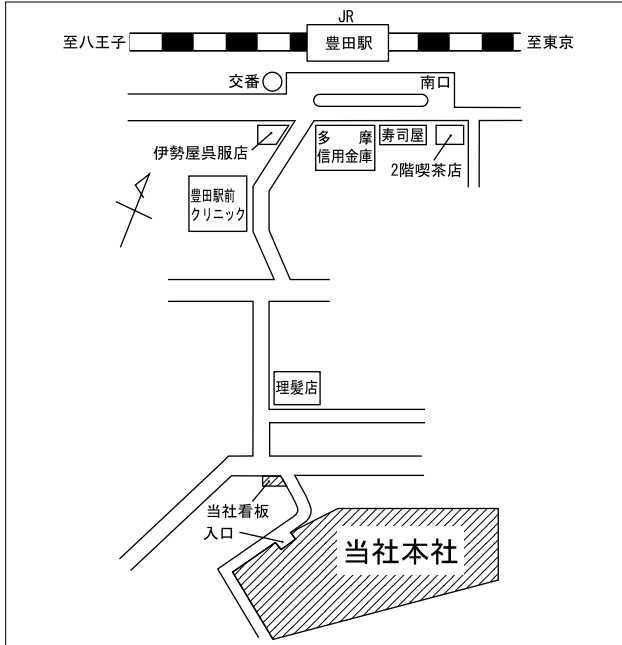 JR
至八王子
豊田駅
至東京
交番
南口
伊勢屋呉服店
多摩
信用金庫
寿司屋
2階喫茶店
豊田駅前
クリニック
理髪店
当社看板
入口
当社本社